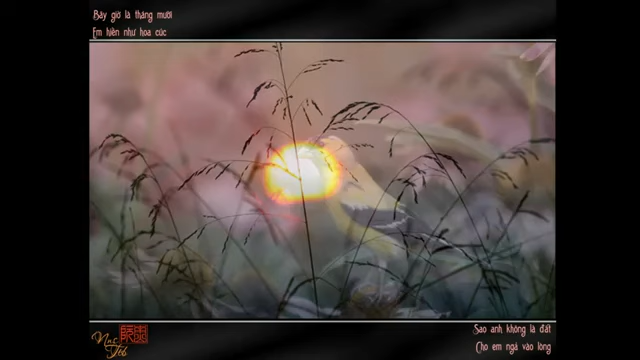 Bây giờ là tháng mười
Em hiền như hoa cúc
Sao anh không là đất
Cho em ngả vào lòng